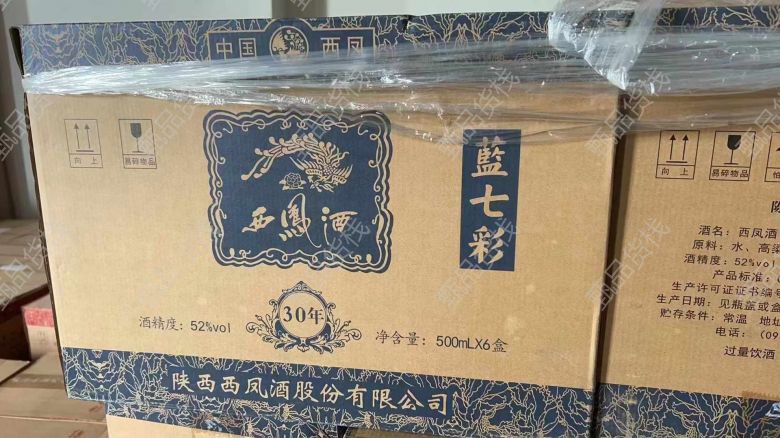 中国 西凤
向上
易碎物品
西鳳酒
藍七彩
30年
酒精度：52%vol
净含量：500mLX6盒
陕西西凤酒股份有限公司
向上
易碎物品
酒名：西凤酒
原料：水、高粱
酒精度：52%vol
产品标准：
生产许可证证书编号
生产日期：见瓶盖或盒
贮存条件：常温
电话：(09
过量饮酒
甄品货栈